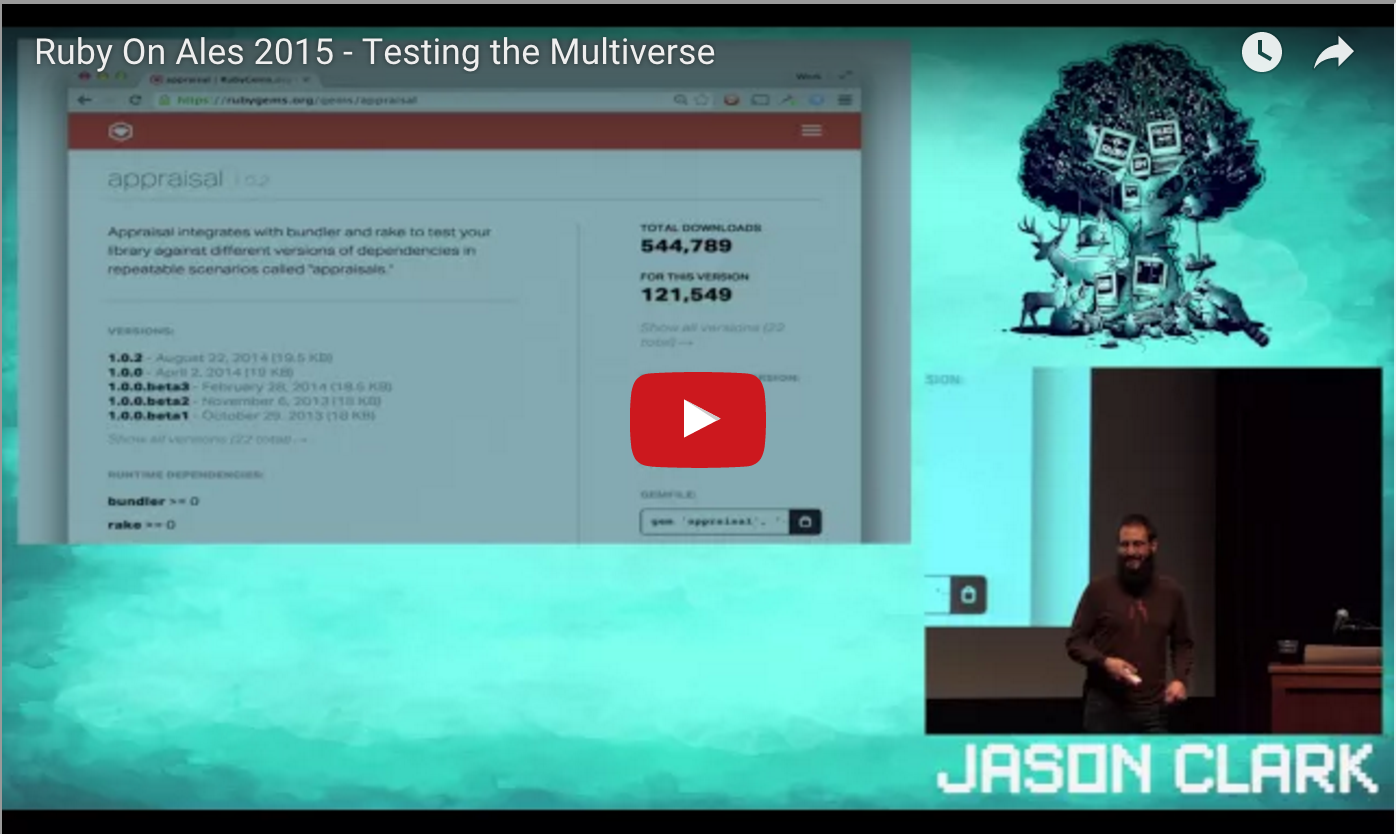 Ruby On Ales 2015 - Testing the Multiverse
appraisal | RubyGems.org
Work
https://rubygems.org/gems/appraisal
appraisal 1.0.2
Appraisal integrates with bundler and rake to test your
library against different versions of dependencies in
repeatable scenarios called "appraisals."
VERSIONS:
1.0.2 - August 22, 2014 (19.5 KB)
1.0.0 - April 2, 2014 (19 KB)
1.0.0.beta3 - February 28, 2014 (18.5 KB)
1.0.0.beta2 - November 6, 2013 (18 KB)
1.0.0.beta1 - October 29, 2013 (18 KB)
Show all versions (22 total) →
RUNTIME DEPENDENCIES:
bundler >= 0
rake >= 0
TOTAL DOWNLOADS
544,789
FOR THIS VERSION
121,549
Show all versions (22
total) →
RSION:
GEMFILE:
gem 'appraisal', '
SION:
JASON CLARK